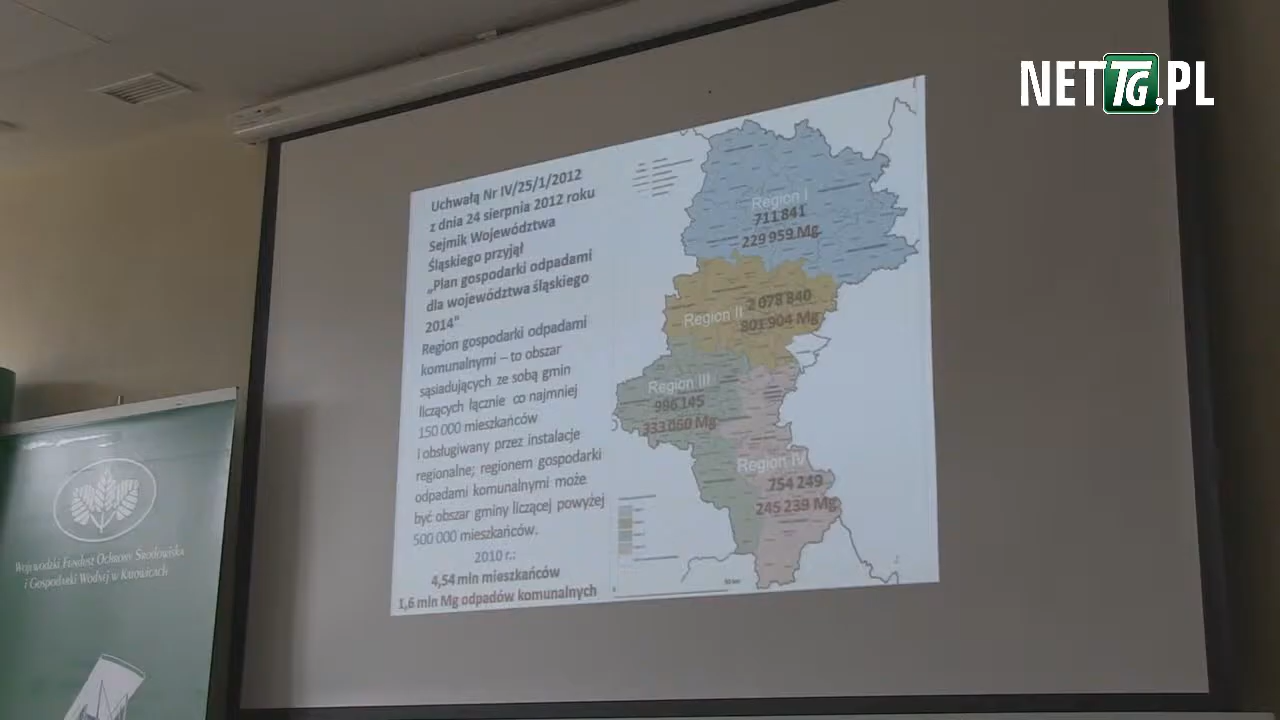 NETTG.PL
Uchwałą Nr IV/25/1/2012
z dnia 24 sierpnia 2012 roku
Sejmik Województwa
Śląskiego przyjął
„Plan gospodarki odpadami
dla województwa śląskiego
2014"
Region gospodarki odpadami
komunalnymi – to obszar
sąsiadujących ze sobą gmin
liczących łącznie co najmniej
150 000 mieszkańców
i obsługiwany przez instalacje
regionalne; regionem gospodarki
odpadami komunalnymi może
być obszar gminy liczącej powyżej
500 000 mieszkańców.
2010 r.:
4,54 mln mieszkańców
1,6 mln Mg odpadów komunalnych
Region I
711 841
229 959 Mg
Region II
2 078 840
801 904 Mg
Region III
996 145
333 060 Mg
Region IV
754 249
245 239 Mg
Wojewódzki Fundusz Ochrony Środowiska
i Gospodarki Wodnej w Katowicach